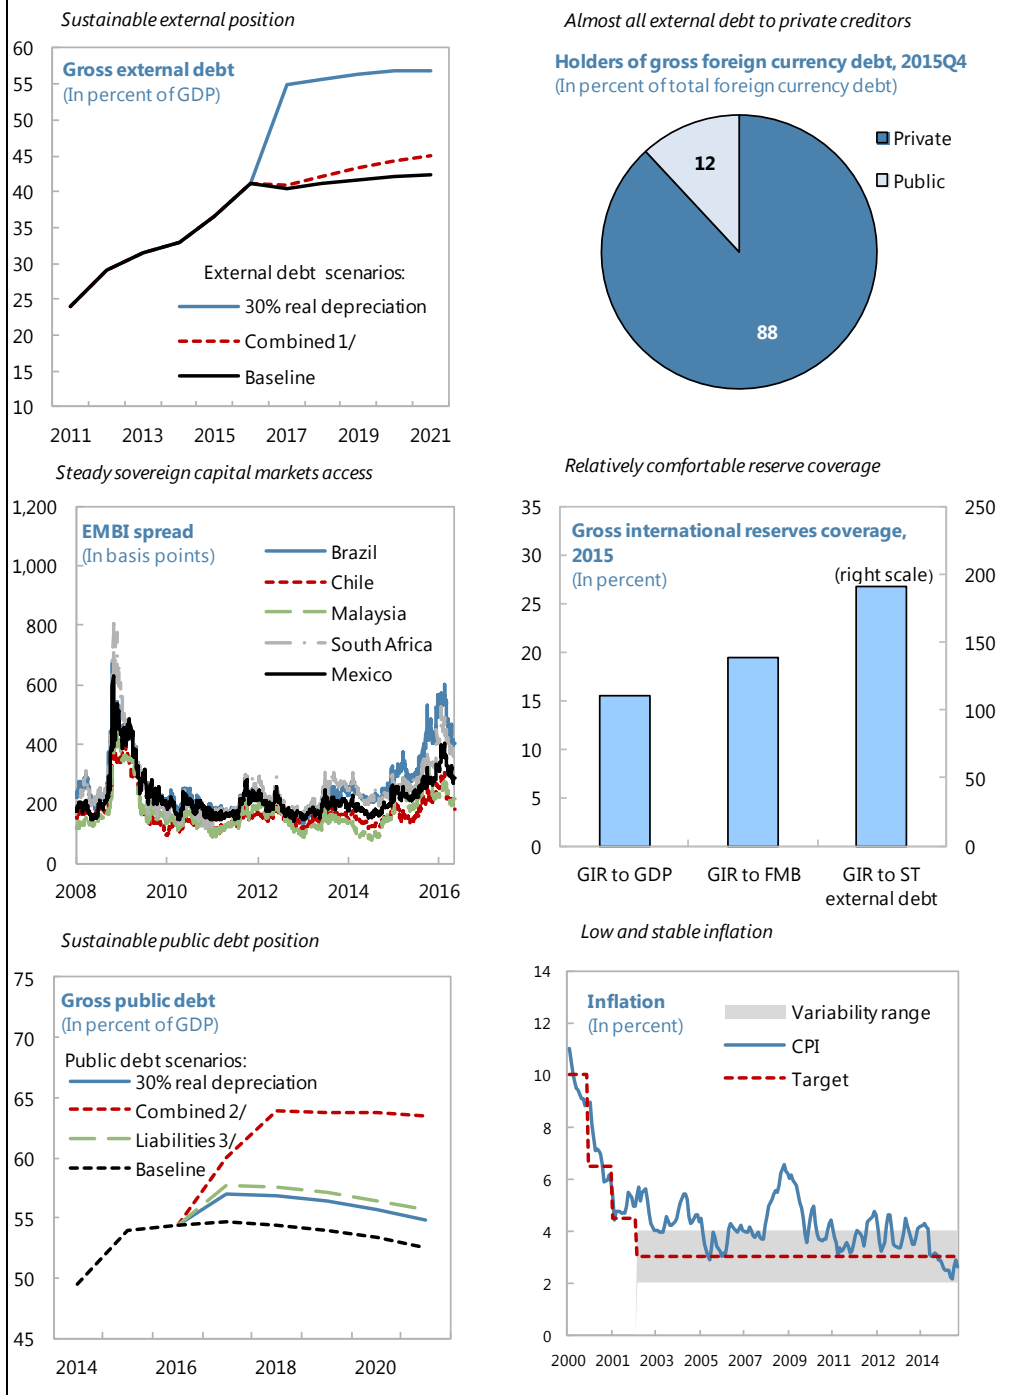 Sustainable external position
60
55
50
45
40
35
30
25
20
15
10
Gross external debt
(In percent of GDP)
External debt scenarios:
30% real depreciation
Combined 1/
Baseline
2011 2013 2015 2017 2019 2021
Almost all external debt to private creditors
Holders of gross foreign currency debt, 2015Q4
(In percent of total foreign currency debt)
12
88
Private
Public
Steady sovereign capital markets access
1,200
1,000
800
600
400
200
0
EMBI spread
(In basis points)
Brazil
Chile
Malaysia
South Africa
Mexico
2008 2010 2012 2014 2016
Relatively comfortable reserve coverage
35
30
25
20
15
10
5
0
Gross international reserves coverage,
2015
(In percent)
(right scale)
250
200
150
100
50
0
GIR to GDP GIR to FMB GIR to ST
external debt
Sustainable public debt position
75
70
65
60
55
50
45
Gross public debt
(In percent of GDP)
Public debt scenarios:
30% real depreciation
Combined 2/
Liabilities 3/
Baseline
2014 2016 2018 2020
Low and stable inflation
14
12
10
8
6
4
2
0
Inflation
(In percent)
Variability range
CPI
Target
2000 2001 2003 2005 2007 2009 2011 2012 2014